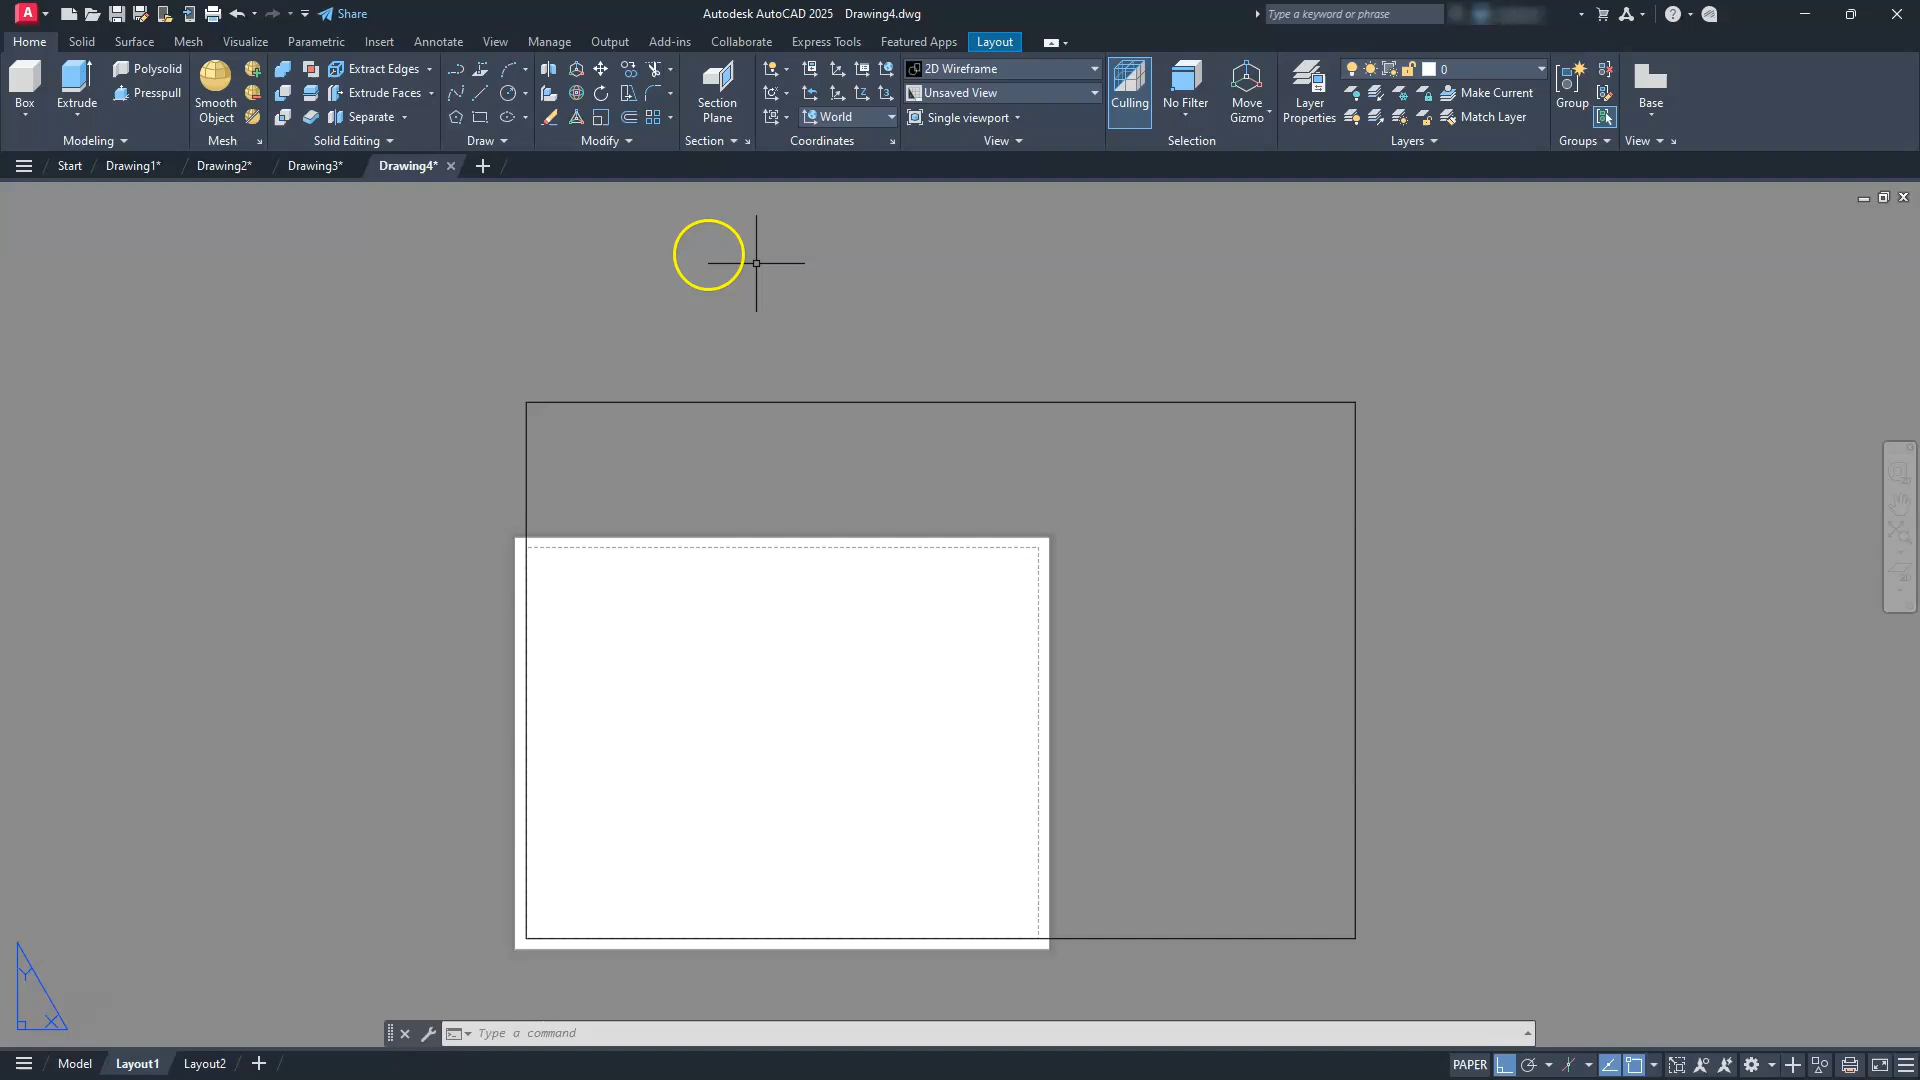 A Share Autodesk AutoCAD 2025 Drawing4.dwg Type a keyword or phrase
Home Solid Surface Mesh Visualize Parametric Insert Annotate View Manage Output Add-ins Collaborate Express Tools Featured Apps Layout
Polysolid Extract Edges 2D Wireframe 0
Presspull Extrude Faces Unsaved View Make Current
Box Extrude Smooth Object Separate Section Plane World Single viewport Culling No Filter Move Gizmo Layer Properties Match Layer Group Base
Modeling Mesh Solid Editing Draw Modify Section Coordinates View Selection Layers Groups View
Start Drawing1* Drawing2* Drawing3* Drawing4*
Y
X
Type a command
Model Layout1 Layout2 PAPER